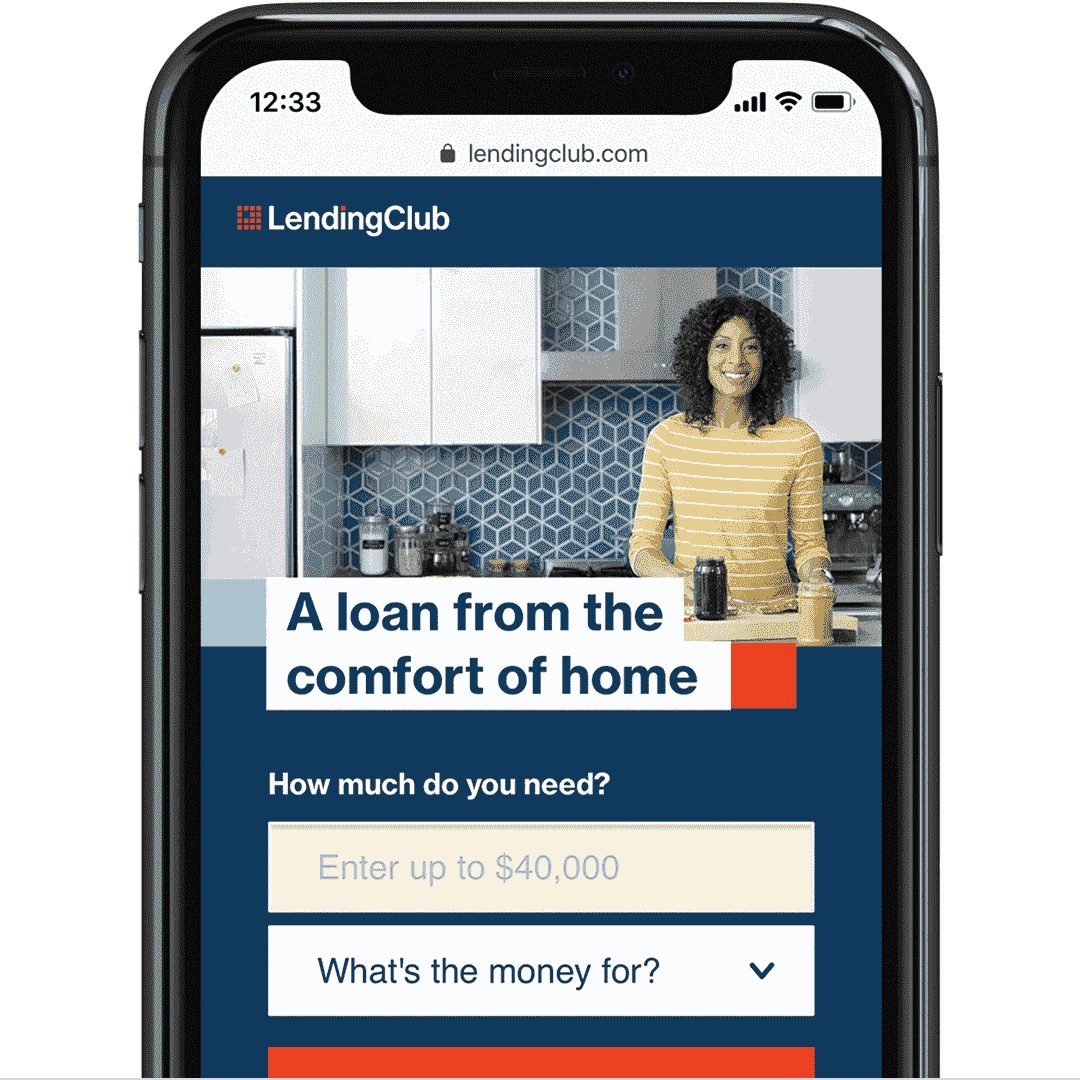 12:33
lendingclub.com
LendingClub
A loan from the
comfort of home
How much do you need?
Enter up to $40,000
What's the money for?